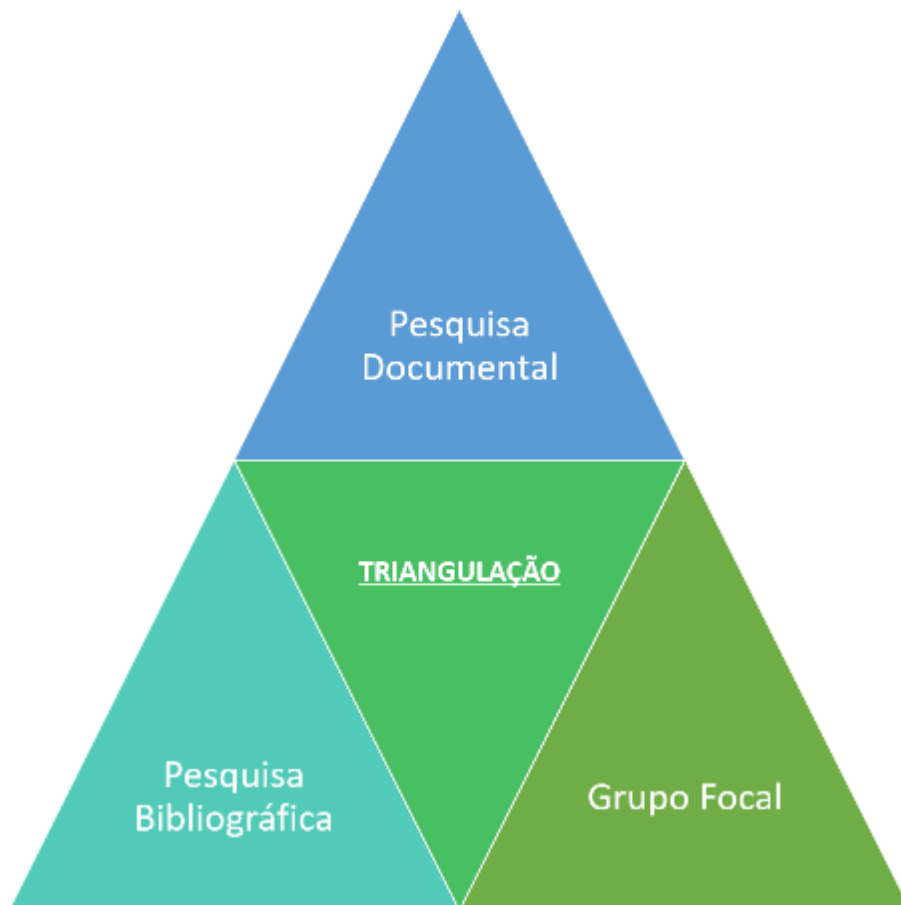 Pesquisa
Documental
TRIANGULAÇÃO
Pesquisa
Bibliográfica
Grupo Focal